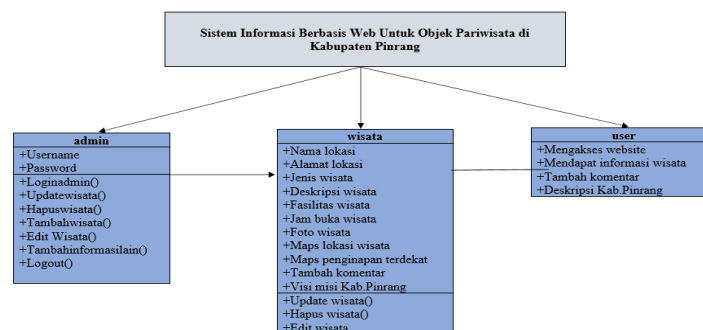 Sistem Informasi Berbasis Web Untuk Objek Pariwisata di
Kabupaten Pinrang
admin
+Username
+Password
+Loginadmin()
+Updatewisata()
+Hapuswisata()
+Tambahwisata()
+Edit Wisata()
+Tambahinformasilain()
+Logout()
wisata
+Nama lokasi
+Alamat lokasi
+Jenis wisata
+Deskripsi wisata
+Fasilitas wisata
+Jam buka wisata
+Foto wisata
+Maps lokasi wisata
+Maps penginapan terdekat
+Tambah komentar
+Visi misi Kab.Pinrang
+Update wisata()
+Hapus wisata()
+Edit wisata
user
+Mengakses website
+Mendapat informasi wisata
+Tambah komentar
+Deskripsi Kab.Pinrang